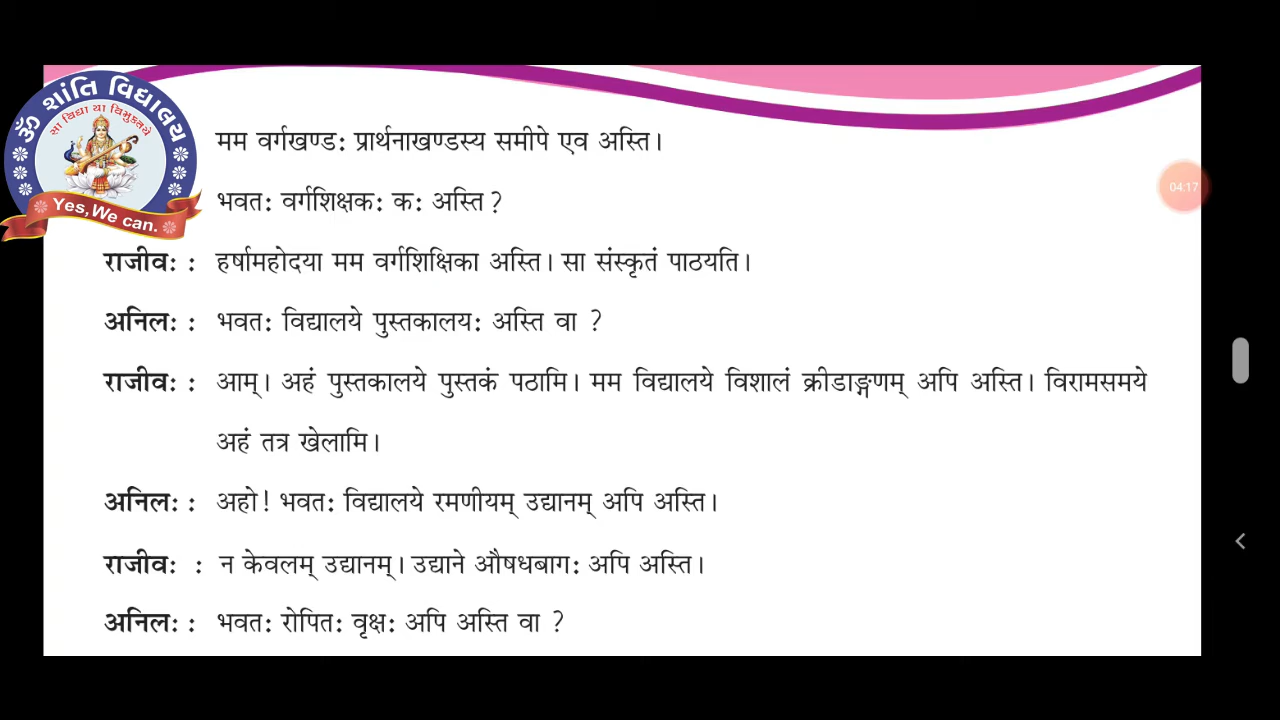 ॐ શાંતિ વિદ્યાલય
સા વિદ્યા યા વિમુક્તયે
Yes, We can.
04:17
मम वर्गखण्ड: प्रार्थनाखण्डस्य समीपे एव अस्ति।
भवत: वर्गशिक्षक: क: अस्ति ?
राजीव: : हर्षामहोदया मम वर्गशिक्षिका अस्ति। सा संस्कृतं पाठयति।
अनिल: : भवत: विद्यालये पुस्तकालय: अस्ति वा ?
राजीव: : आम्। अहं पुस्तकालये पुस्तकं पठामि। मम विद्यालये विशालं क्रीडाङ्गणम् अपि अस्ति। विरामसमये
अहं तत्र खेलामि।
अनिल: : अहो! भवत: विद्यालये रमणीयम् उद्यानम् अपि अस्ति।
राजीव: : न केवलम् उद्यानम्। उद्याने औषधबाग: अपि अस्ति।
अनिल: : भवत: रोपित: वृक्ष: अपि अस्ति वा ?